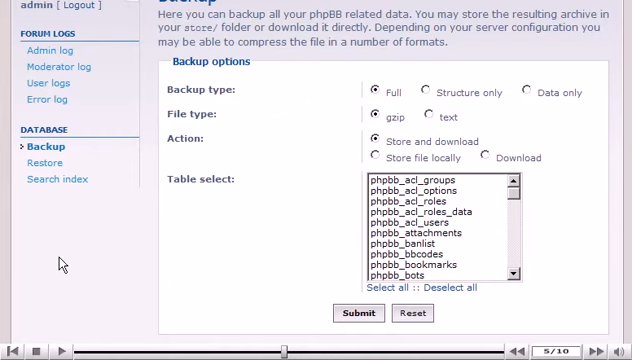 admin [ Logout ]
FORUM LOGS
Admin log
Moderator log
User logs
Error log
DATABASE
Backup
Restore
Search index
Backup
Here you can backup all your phpBB related data. You may store the resulting archive in
your store/ folder or download it directly. Depending on your server configuration you
may be able to compress the file in a number of formats.
Backup options
Backup type: Full Structure only Data only
File type: gzip text
Action: Store and download
Store file locally Download
Table select:
phpbb_acl_groups
phpbb_acl_options
phpbb_acl_roles
phpbb_acl_roles_data
phpbb_acl_users
phpbb_attachments
phpbb_banlist
phpbb_bbcodes
phpbb_bookmarks
phpbb_bots
Select all :: Deselect all
Submit Reset
5/10